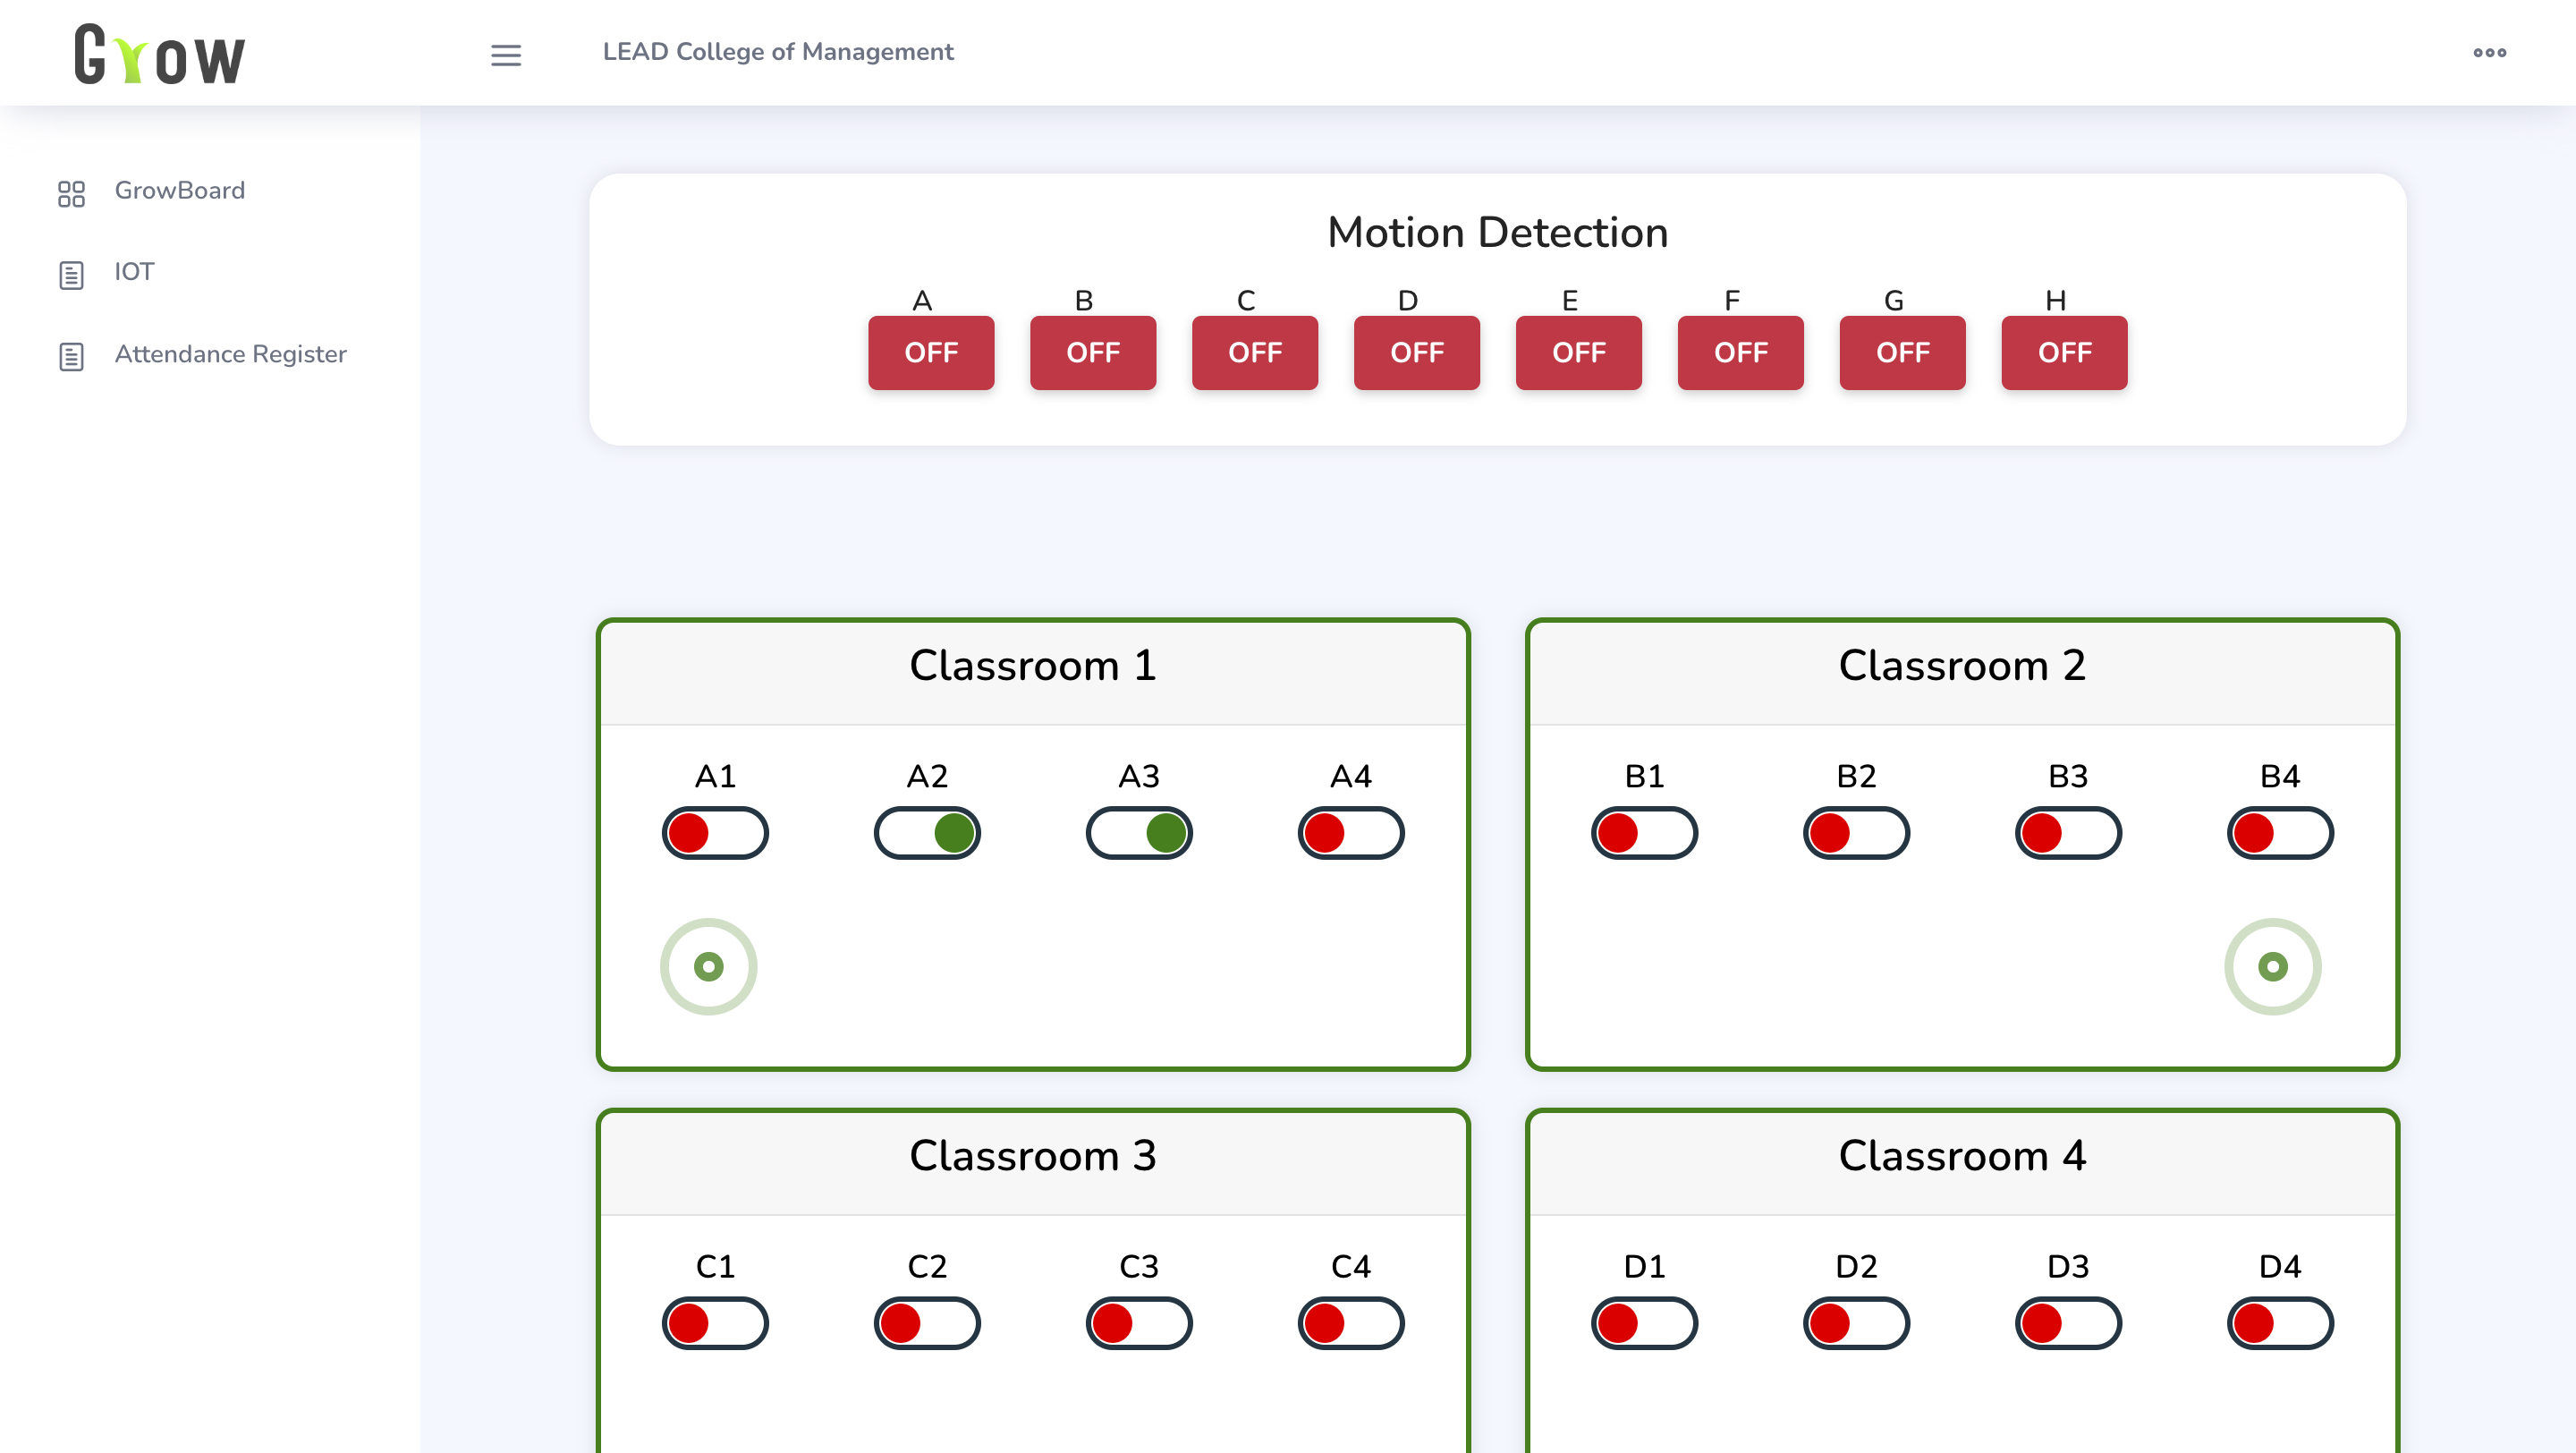 Grow
LEAD College of Management
GrowBoard
IOT
Attendance Register
Motion Detection
A B C D E F G H
OFF OFF OFF OFF OFF OFF OFF OFF
Classroom 1
A1 A2 A3 A4
Classroom 2
B1 B2 B3 B4
Classroom 3
C1 C2 C3 C4
Classroom 4
D1 D2 D3 D4